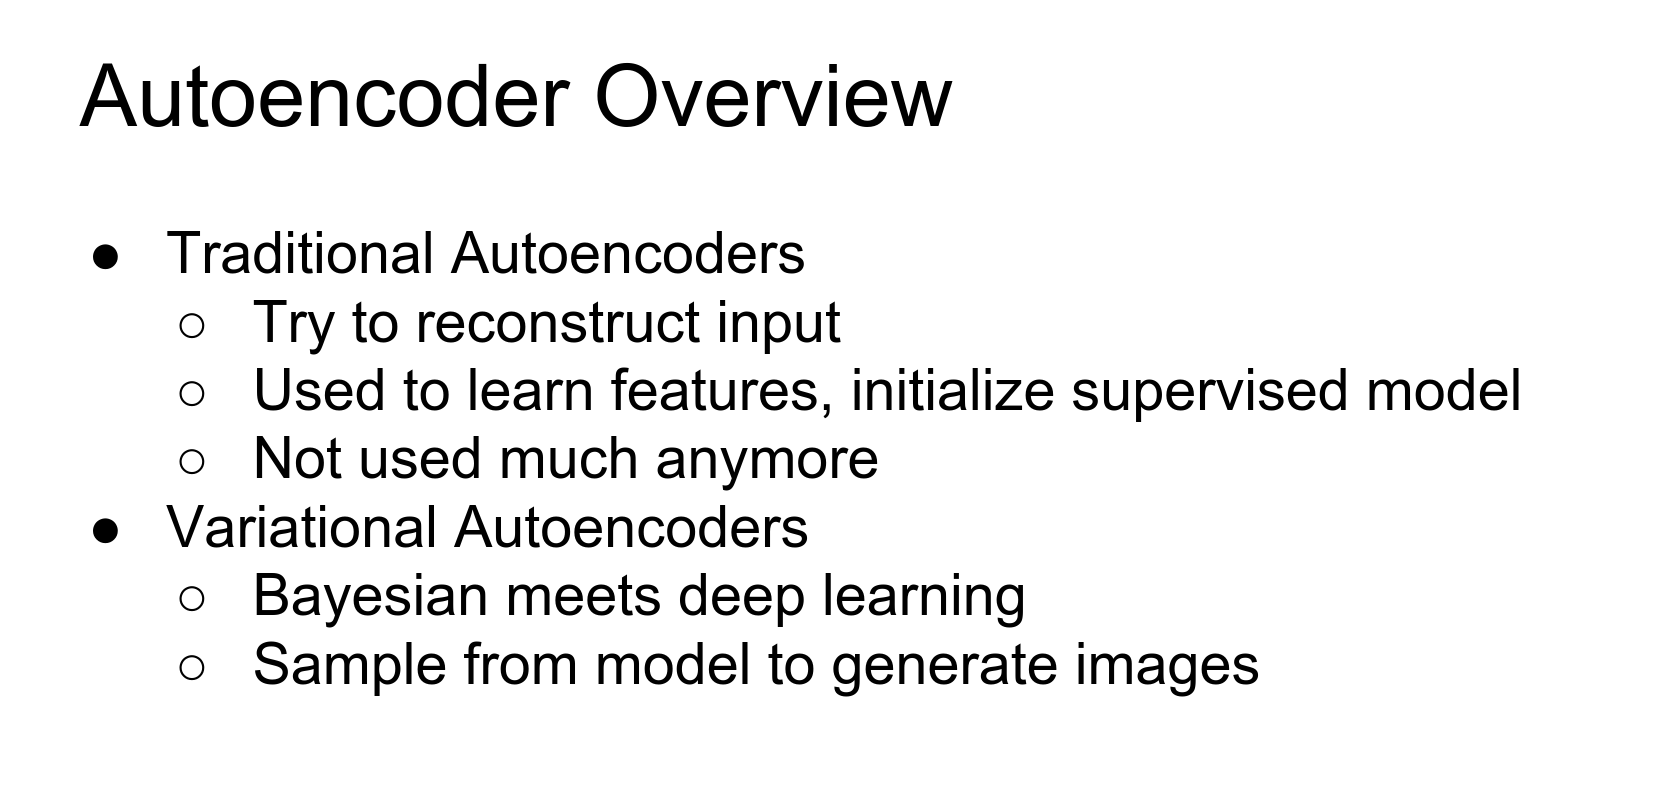 Autoencoder Overview
● Traditional Autoencoders
○ Try to reconstruct input
○ Used to learn features, initialize supervised model
○ Not used much anymore
● Variational Autoencoders
○ Bayesian meets deep learning
○ Sample from model to generate images